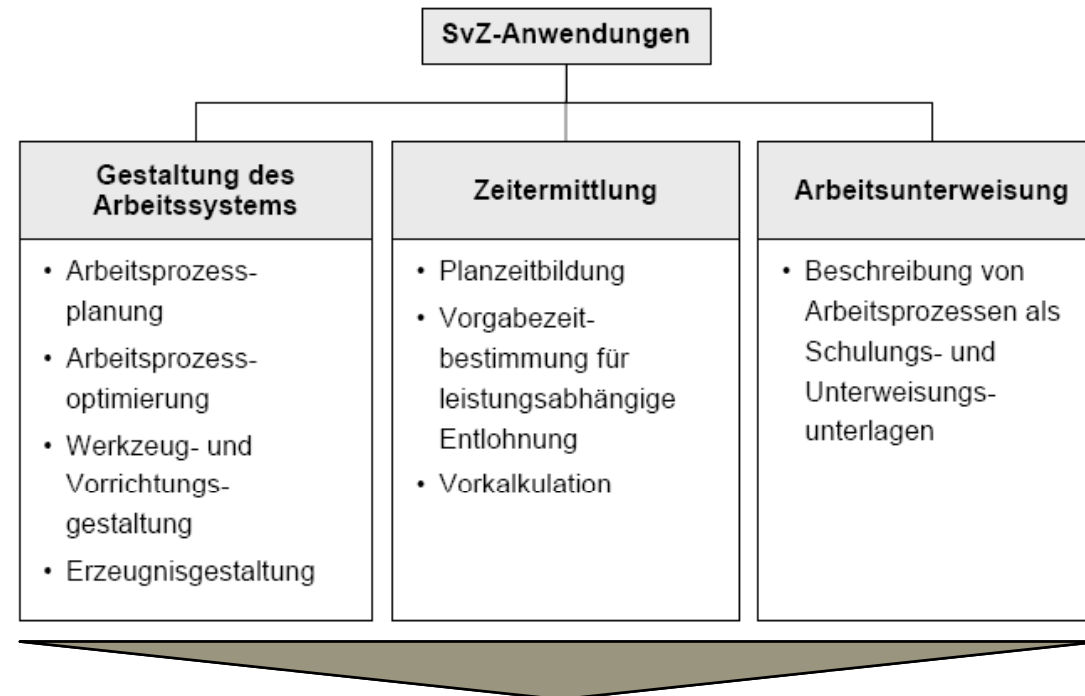 SvZ-Anwendungen
Gestaltung des
Arbeitssystems
• Arbeitsprozess-
planung
• Arbeitsprozess-
optimierung
• Werkzeug- und
Vorrichtungs-
gestaltung
• Erzeugnisgestaltung
Zeitermittlung
• Planzeitbildung
• Vorgabezeit-
bestimmung für
leistungsabhängige
Entlohnung
• Vorkalkulation
Arbeitsunterweisung
• Beschreibung von
Arbeitsprozessen als
Schulungs- und
Unterweisungs-
unterlagen